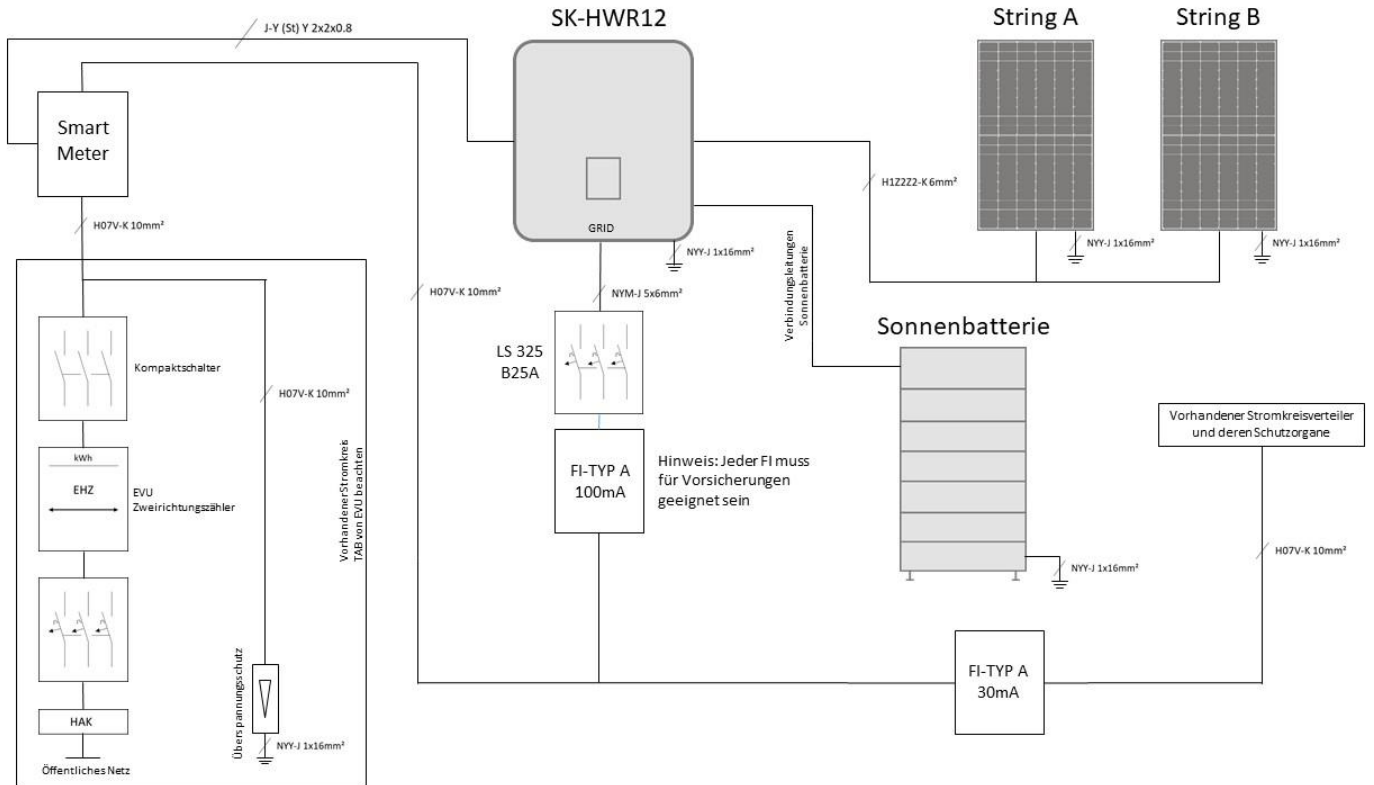 SK-HWR12
String A
String B
J-Y (St) Y 2x2x0.8
Smart
Meter
H1Z2Z2-K 6mm²
GRID
H07V-K 10mm²
NYY-J 1x16mm²
NYY-J 1x16mm²
NYY-J 1x16mm²
Verbindungsleitungen
Sonnenbatterie
H07V-K 10mm²
NYM-J 5x6mm²
Sonnenbatterie
LS 325
B25A
Kompaktschalter
H07V-K 10mm²
Vorhandener Stromkreisverteiler
und deren Schutzorgane
kWh
EHZ
EVU
Zweirichtungszähler
Vorhandener Stromkreis
TAB von EVU beachten
FI-TYP A
100mA
Hinweis: Jeder FI muss
für Vorsicherungen
geeignet sein
H07V-K 10mm²
NYY-J 1x16mm²
FI-TYP A
30mA
Überspannungsschutz
HAK
NYY-J 1x16mm²
Öffentliches Netz